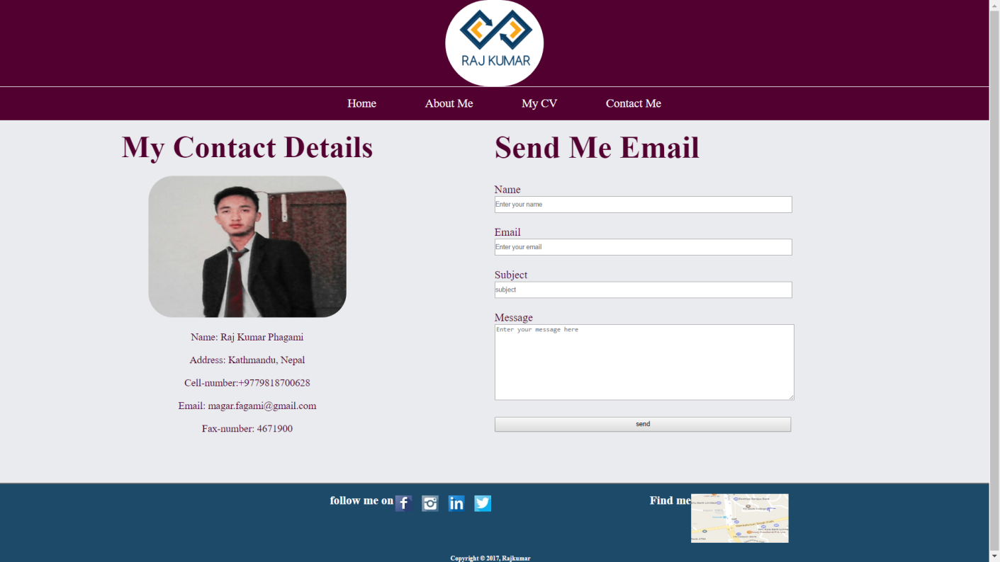 RAJ KUMAR
Home About Me My CV Contact Me
My Contact Details
Name: Raj Kumar Phagami
Address: Kathmandu, Nepal
Cell-number:+9779818700628
Email: magar.fagami@gmail.com
Fax-number: 4671900
Send Me Email
Name
Enter your name
Email
Enter your email
Subject
subject
Message
Enter your message here
send
follow me on
Find me
Copyright © 2017, Rajkumar